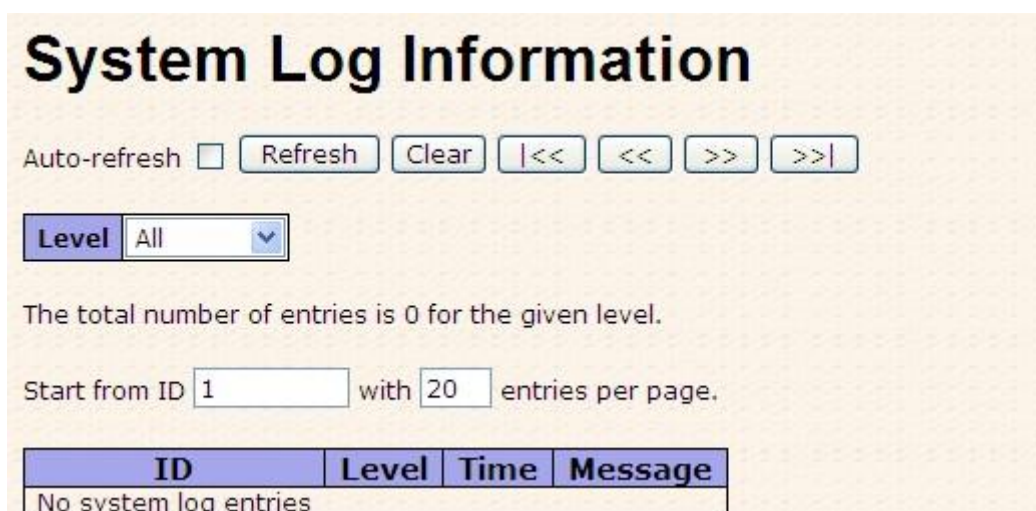 System Log Information
Auto-refresh Refresh Clear |<< << >> >>|
Level All
The total number of entries is 0 for the given level.
Start from ID 1 with 20 entries per page.
ID Level Time Message
No system log entries